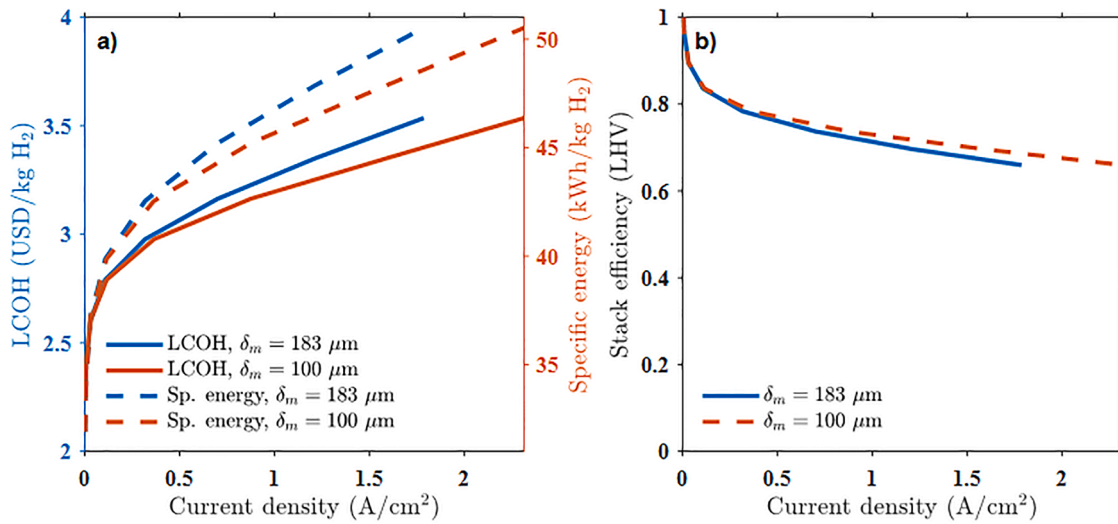 a)
4
3.5
3
2.5
2
LCOH (USD/kg H₂)
50
45
40
35
Specific energy (kWh/kg H₂)
LCOH, δₘ = 183 μm
LCOH, δₘ = 100 μm
Sp. energy, δₘ = 183 μm
Sp. energy, δₘ = 100 μm
0 0.5 1 1.5 2
Current density (A/cm²)
b)
1
0.8
0.6
0.4
0.2
0
Stack efficiency (LHV)
δₘ = 183 μm
δₘ = 100 μm
0 0.5 1 1.5 2
Current density (A/cm²)